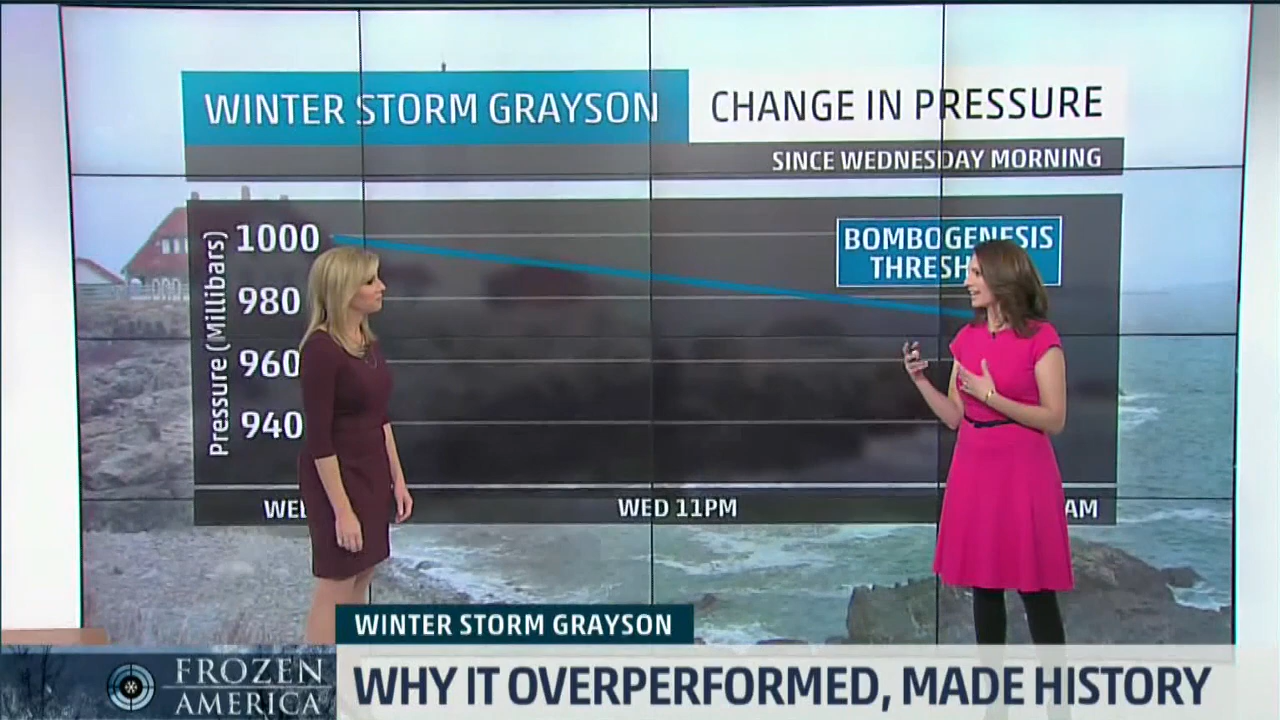 WINTER STORM GRAYSON
CHANGE IN PRESSURE
SINCE WEDNESDAY MORNING
BOMBOGENESIS
Pressure (Millibars)
1000
980
960
940
WED 11PM
AM
WINTER STORM GRAYSON
FROZEN
AMERICA
WHY IT OVERPERFORMED, MADE HISTORY